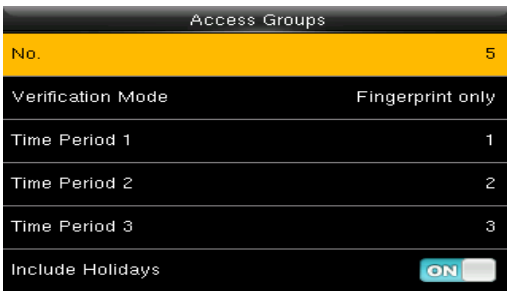 Access Groups
No. 5
Verification Mode Fingerprint only
Time Period 1 1
Time Period 2 2
Time Period 3 3
Include Holidays ON